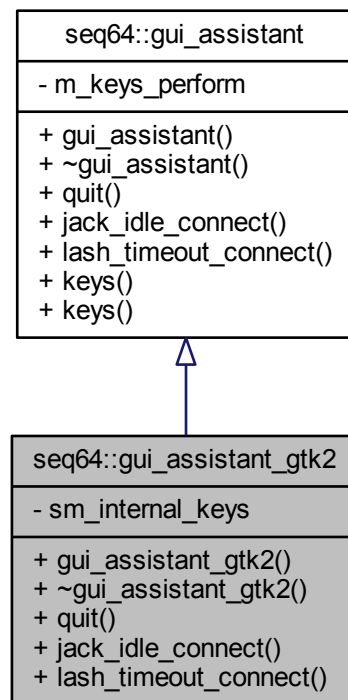 seq64::gui_assistant
- m_keys_perform
+ gui_assistant()
+ ~gui_assistant()
+ quit()
+ jack_idle_connect()
+ lash_timeout_connect()
+ keys()
+ keys()
seq64::gui_assistant_gtk2
- sm_internal_keys
+ gui_assistant_gtk2()
+ ~gui_assistant_gtk2()
+ quit()
+ jack_idle_connect()
+ lash_timeout_connect()